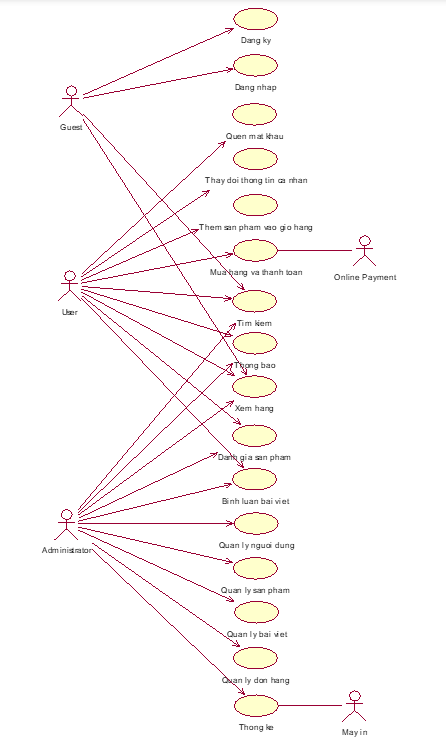 Dang ky
Dang nhap
Guest
Quen mat khau
Thay doi thong tin ca nhan
Them san pham vao gio hang
Mua hang va thanh toan
Online Payment
User
Tim kiem
Thong bao
Xem hang
Danh gia san pham
Binh luan bai viet
Quan ly nguoi dung
Administrator
Quan ly san pham
Quan ly bai viet
Quan ly don hang
Thong ke
May in